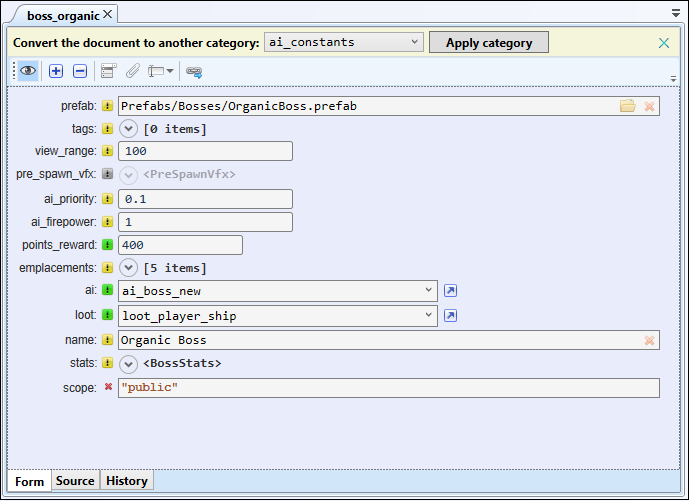 boss_organic
Convert the document to another category: ai_constants Apply category
prefab: Prefabs/Bosses/OrganicBoss.prefab
tags: [0 items]
view_range: 100
pre_spawn_vfx: <PreSpawnVfx>
ai_priority: 0.1
ai_firepower: 1
points_reward: 400
emplacements: [5 items]
ai: ai_boss_new
loot: loot_player_ship
name: Organic Boss
stats: <BossStats>
scope: "public"
Form Source History